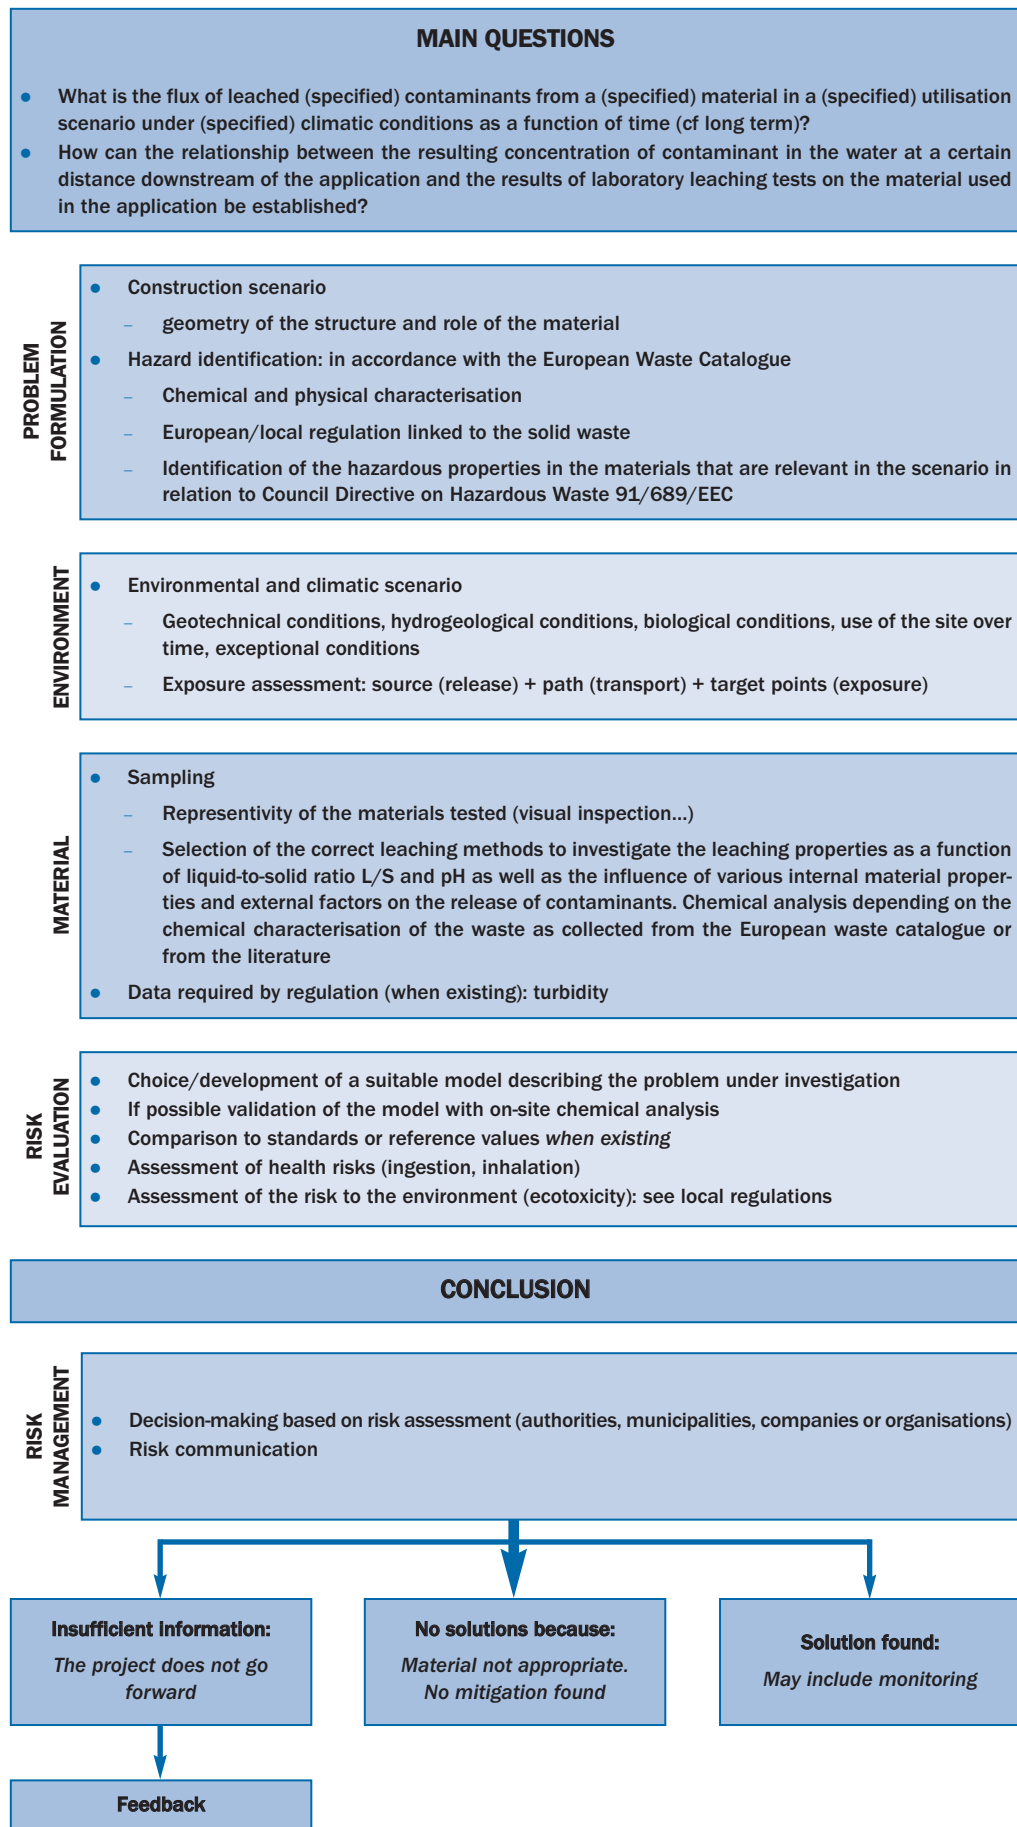 MAIN QUESTIONS
● What is the flux of leached (specified) contaminants from a (specified) material in a (specified) utilisation
scenario under (specified) climatic conditions as a function of time (cf long term)?
● How can the relationship between the resulting concentration of contaminant in the water at a certain
distance downstream of the application and the results of laboratory leaching tests on the material used
in the application be established?
PROBLEM
FORMULATION
● Construction scenario
– geometry of the structure and role of the material
● Hazard identification: in accordance with the European Waste Catalogue
– Chemical and physical characterisation
– European/local regulation linked to the solid waste
– Identification of the hazardous properties in the materials that are relevant in the scenario in
relation to Council Directive on Hazardous Waste 91/689/EEC
ENVIRONMENT
● Environmental and climatic scenario
– Geotechnical conditions, hydrogeological conditions, biological conditions, use of the site over
time, exceptional conditions
– Exposure assessment: source (release) + path (transport) + target points (exposure)
MATERIAL
● Sampling
– Representivity of the materials tested (visual inspection...)
– Selection of the correct leaching methods to investigate the leaching properties as a function
of liquid-to-solid ratio L/S and pH as well as the influence of various internal material proper-
ties and external factors on the release of contaminants. Chemical analysis depending on the
chemical characterisation of the waste as collected from the European waste catalogue or
from the literature
● Data required by regulation (when existing): turbidity
RISK
EVALUATION
● Choice/development of a suitable model describing the problem under investigation
● If possible validation of the model with on-site chemical analysis
● Comparison to standards or reference values when existing
● Assessment of health risks (ingestion, inhalation)
● Assessment of the risk to the environment (ecotoxicity): see local regulations
CONCLUSION
RISK
MANAGEMENT
● Decision-making based on risk assessment (authorities, municipalities, companies or organisations)
● Risk communication
Insufficient information:
The project does not go
forward
No solutions because:
Material not appropriate.
No mitigation found
Solution found:
May include monitoring
Feedback